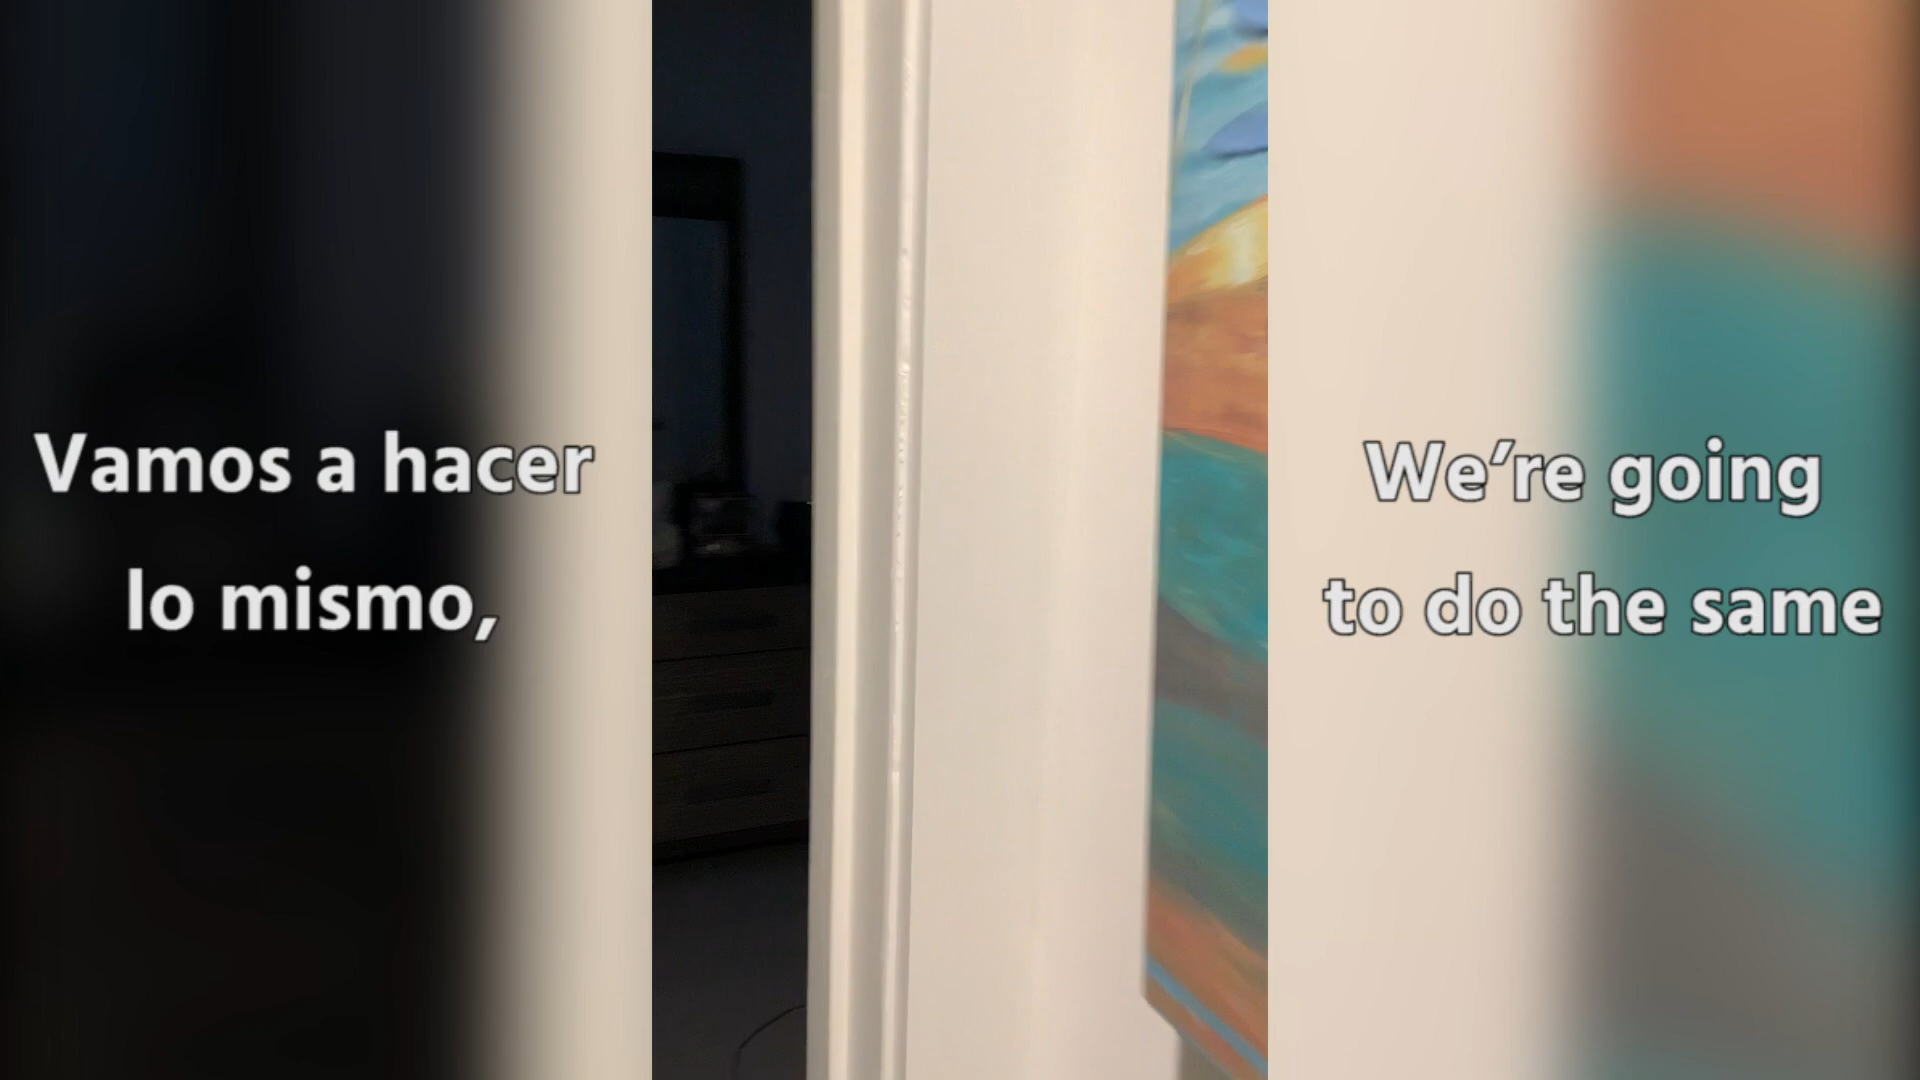 Vamos a hacer
lo mismo,
We’re going
to do the same